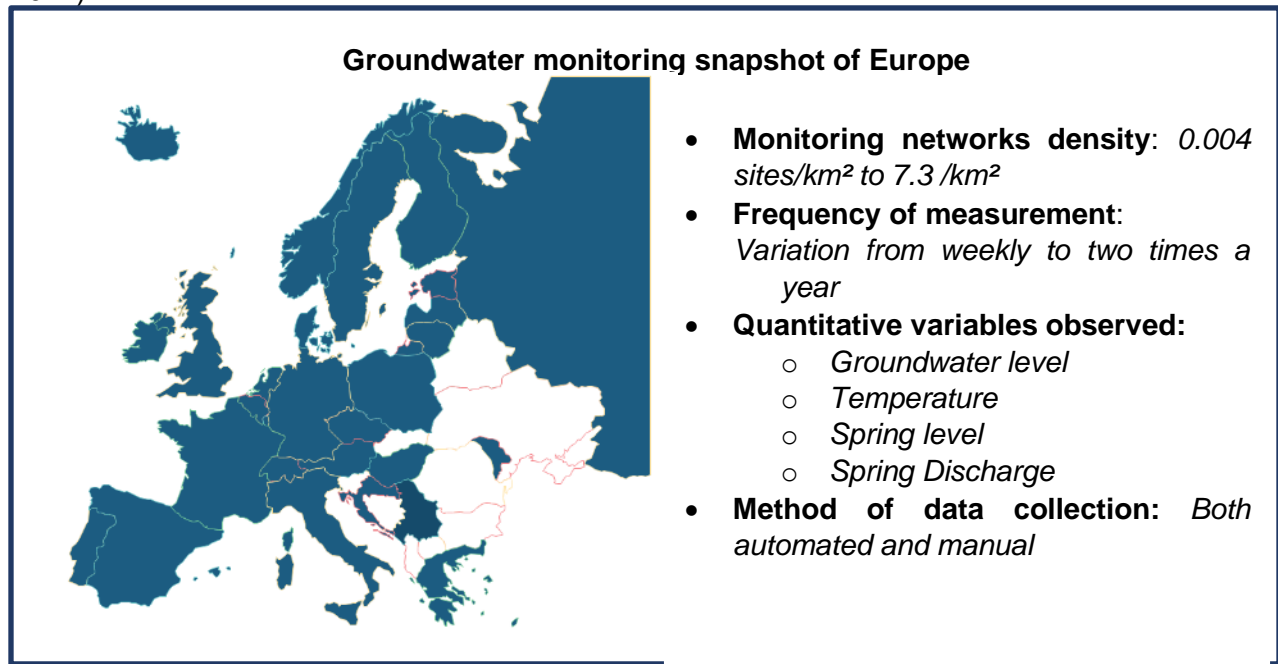 Groundwater monitoring snapshot of Europe
• Monitoring networks density: 0.004
sites/km² to 7.3 /km²
• Frequency of measurement:
Variation from weekly to two times a
year
• Quantitative variables observed:
o Groundwater level
o Temperature
o Spring level
o Spring Discharge
• Method of data collection: Both
automated and manual